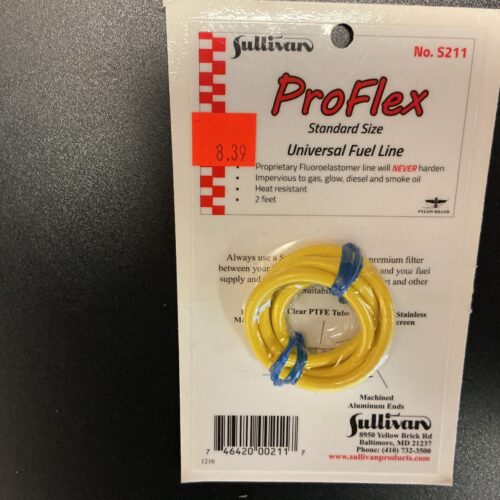 Sullivan
No. S211
ProFlex
Standard Size
Universal Fuel Line
8.39
Proprietary Fluoroelastomer line will NEVER harden
• Impervious to gas, glow, diesel and smoke oil
• Heat resistant
• 2 feet
PYLON BRAND
Always use a S premium filter
between your and your fuel
supply and and other
Suitabl
Clear PTFE Tube
Stainless
Machined
Aluminum Ends
Sullivan
8950 Yellow Brick Rd
Baltimore, MD 21237
Phone: (410) 732-3500
www.sullivanproducts.com
7 46420 00211 7
1216